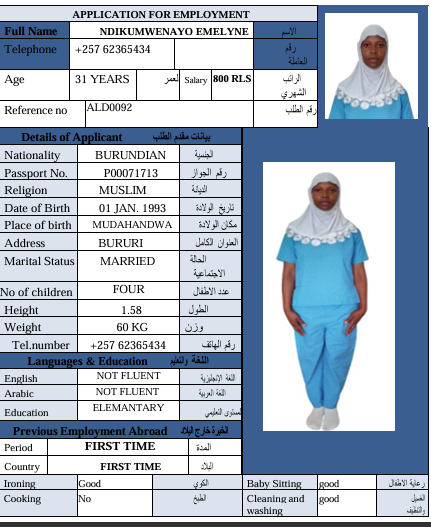 APPLICATION FOR EMPLOYMENT
Full Name NDIKUMWENAYO EMELYNE الاسم
Telephone +257 62365434 رقم العاملة
Age 31 YEARS لعمر Salary 800 RLS الراتب الشهري
Reference no ALD0092 رقم الطلب
Details of Applicant بيانات مقدم الطلب
Nationality BURUNDIAN الجنسية
Passport No. P00071713 رقم الجواز
Religion MUSLIM الديانة
Date of Birth 01 JAN. 1993 تاريخ الولادة
Place of birth MUDAHANDWA مكان الولادة
Address BURURI العنوان الكامل
Marital Status MARRIED الحالة الاجتماعية
No of children FOUR عدد الاطفال
Height 1.58 الطول
Weight 60 KG وزن
Tel.number +257 62365434 رقم الهاتف
Languages & Education اللغة والتعليم
English NOT FLUENT اللغة الإنجليزية
Arabic NOT FLUENT اللغة العربية
Education ELEMANTARY المستوى التعليمي
Previous Employment Abroad الخبرة خارج البلاد
Period FIRST TIME المدة
Country FIRST TIME البلاد
Ironing Good الكوي Baby Sitting good رعاية الاطفال
Cooking No الطبخ Cleaning and washing good الغسيل والتنظيف